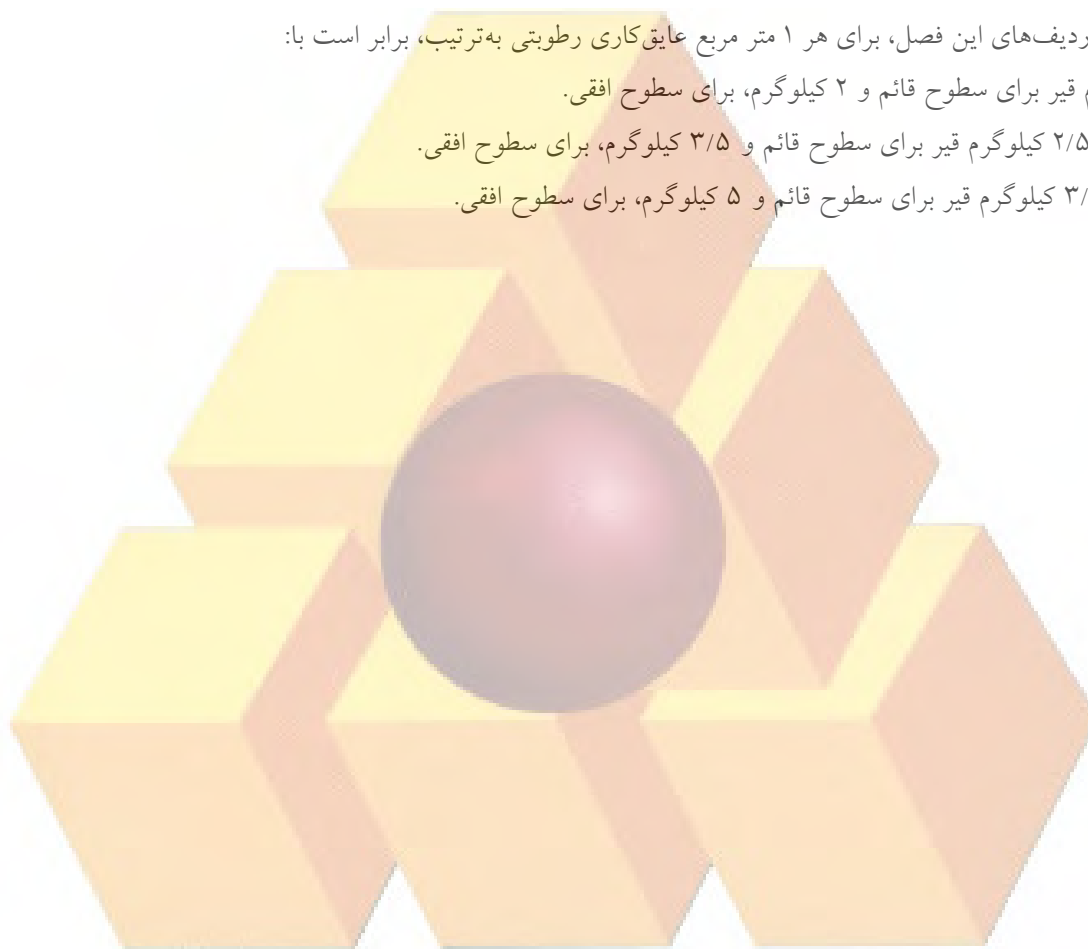 ردیف‌های این فصل، برای هر ۱ متر مربع عایق‌کاری رطوبتی به‌ترتیب، برابر است با:
قیر برای سطوح قائم و ۲ کیلوگرم، برای سطوح افقی.
۲/۵ کیلوگرم قیر برای سطوح قائم و ۳/۵ کیلوگرم، برای سطوح افقی.
کیلوگرم قیر برای سطوح قائم و ۵ کیلوگرم، برای سطوح افقی.